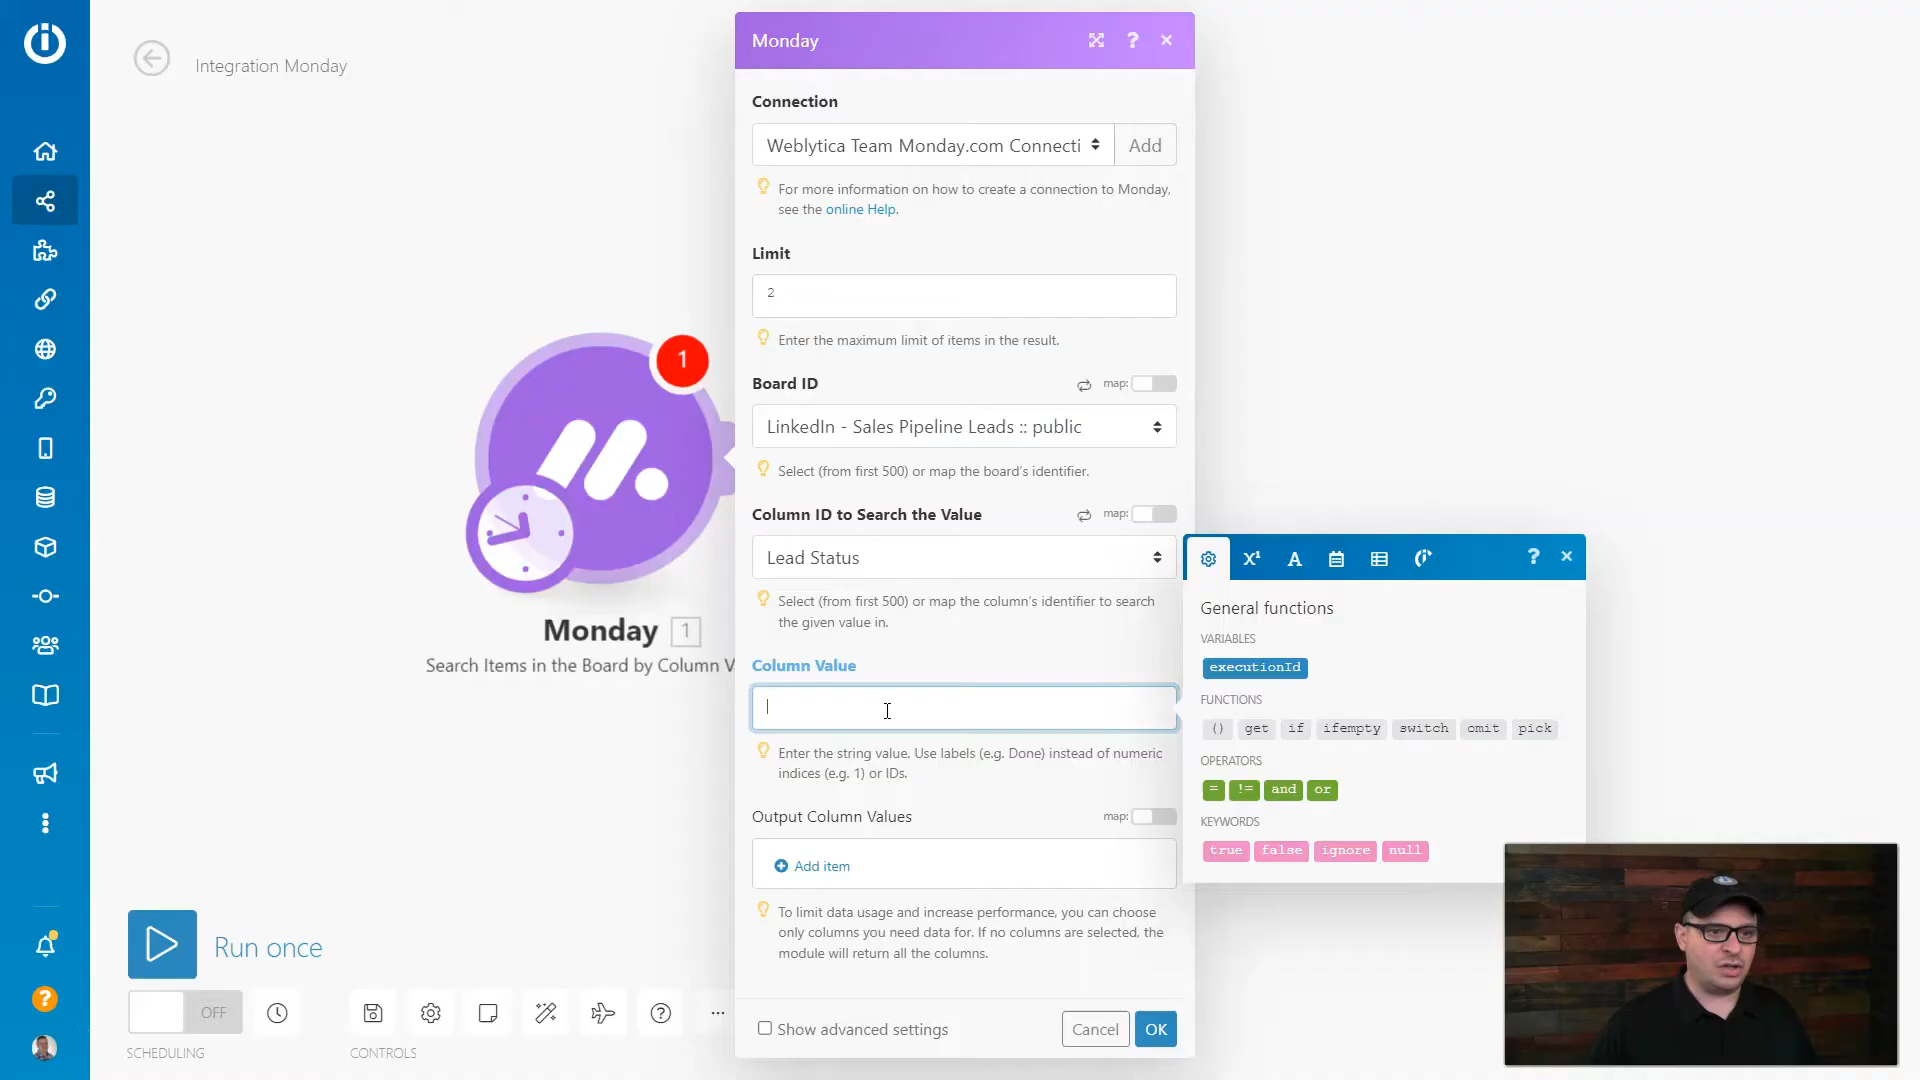 Integration Monday
Monday
?
Connection
Weblytica Team Monday.com Connecti
Add
For more information on how to create a connection to Monday,
see the online Help.
Limit
2
Enter the maximum limit of items in the result.
Board ID
map:
LinkedIn - Sales Pipeline Leads :: public
Select (from first 500) or map the board's identifier.
Column ID to Search the Value
map:
Lead Status
Select (from first 500) or map the column's identifier to search
the given value in.
Column Value
Enter the string value. Use labels (e.g. Done) instead of numeric
indices (e.g. 1) or IDs.
Output Column Values
map:
Add item
To limit data usage and increase performance, you can choose
only columns you need data for. If no columns are selected, the
module will return all the columns.
Show advanced settings
Cancel
OK
1
Monday 1
Search Items in the Board by Column V
X¹
A
?
General functions
VARIABLES
executionId
FUNCTIONS
() get if ifempty switch omit pick
OPERATORS
= != and or
KEYWORDS
true false ignore null
Run once
OFF
SCHEDULING
CONTROLS
?
?